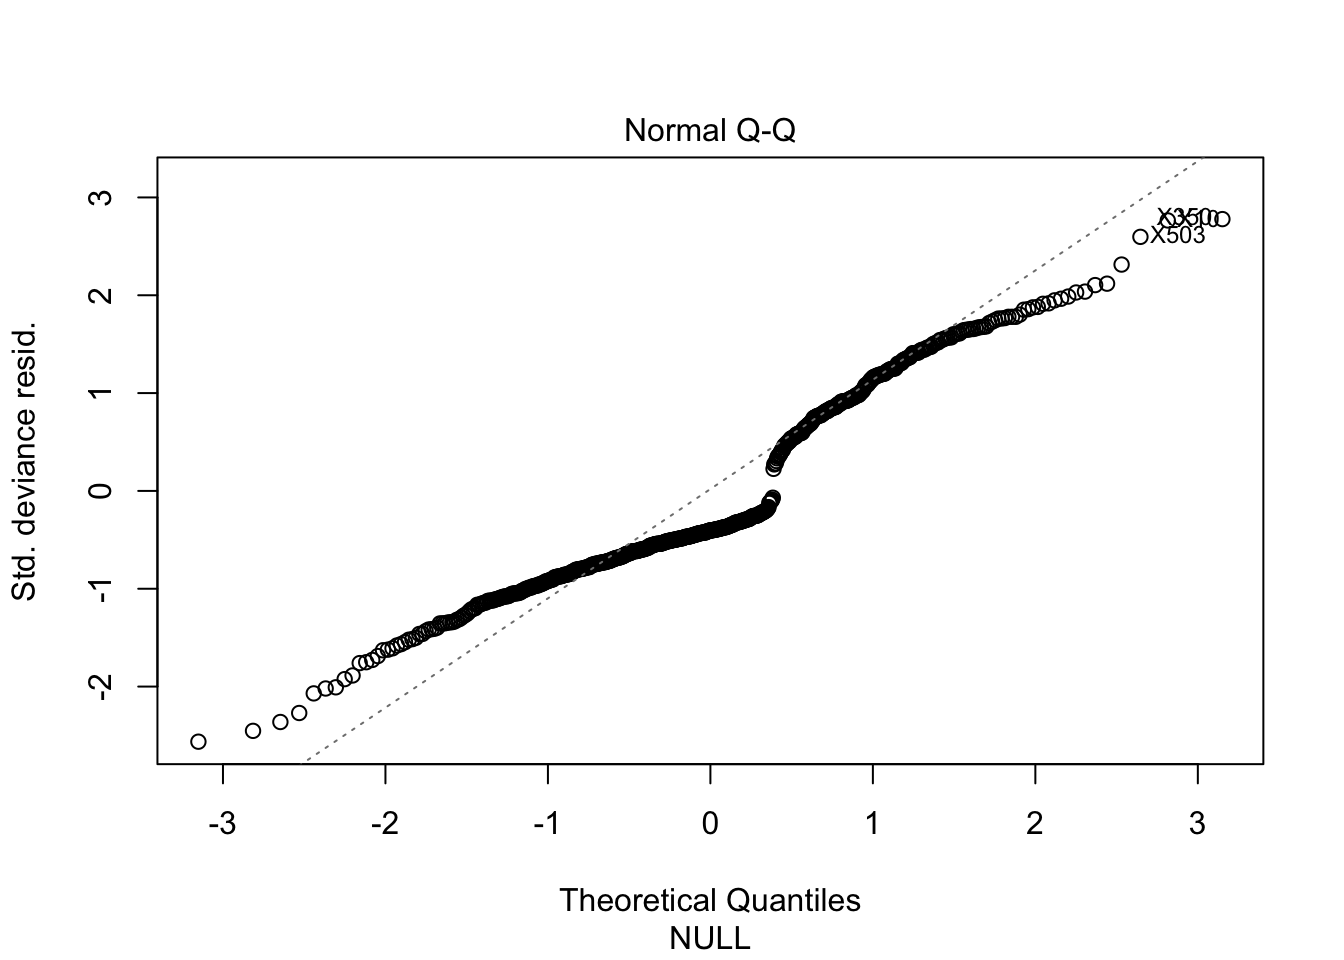 Normal Q-Q
Std. deviance resid.
3
2
1
0
-1
-2
X350
X503
-3
-2
-1
0
1
2
3
Theoretical Quantiles
NULL